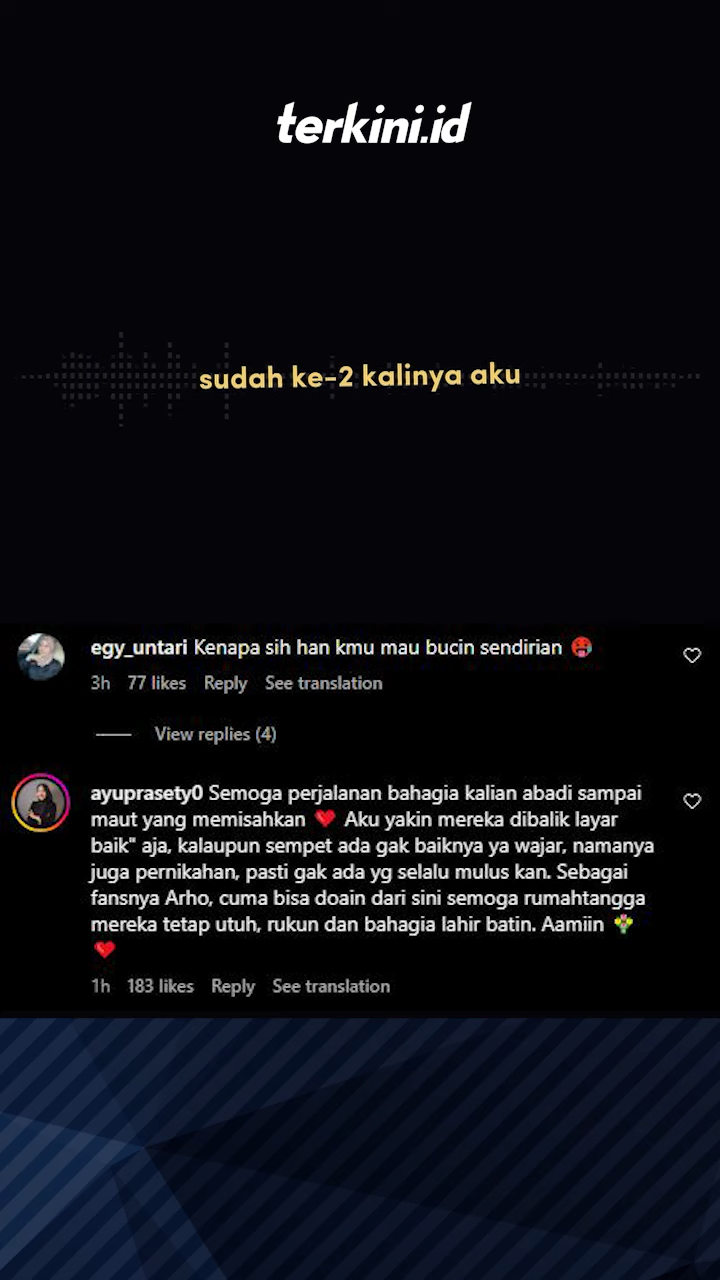 terkini.id
sudah ke-2 kalinya aku
egy_untari Kenapa sih han kmu mau bucin sendirian 🥵
3h 77 likes Reply See translation
View replies (4)
ayuprasety0 Semoga perjalanan bahagia kalian abadi sampai
maut yang memisahkan ❤️ Aku yakin mereka dibalik layar
baik" aja, kalaupun sempet ada gak baiknya ya wajar, namanya
juga pernikahan, pasti gak ada yg selalu mulus kan. Sebagai
fansnya Arho, cuma bisa doain dari sini semoga rumahtangga
mereka tetap utuh, rukun dan bahagia lahir batin. Aamiin 💐
❤️
1h 183 likes Reply See translation